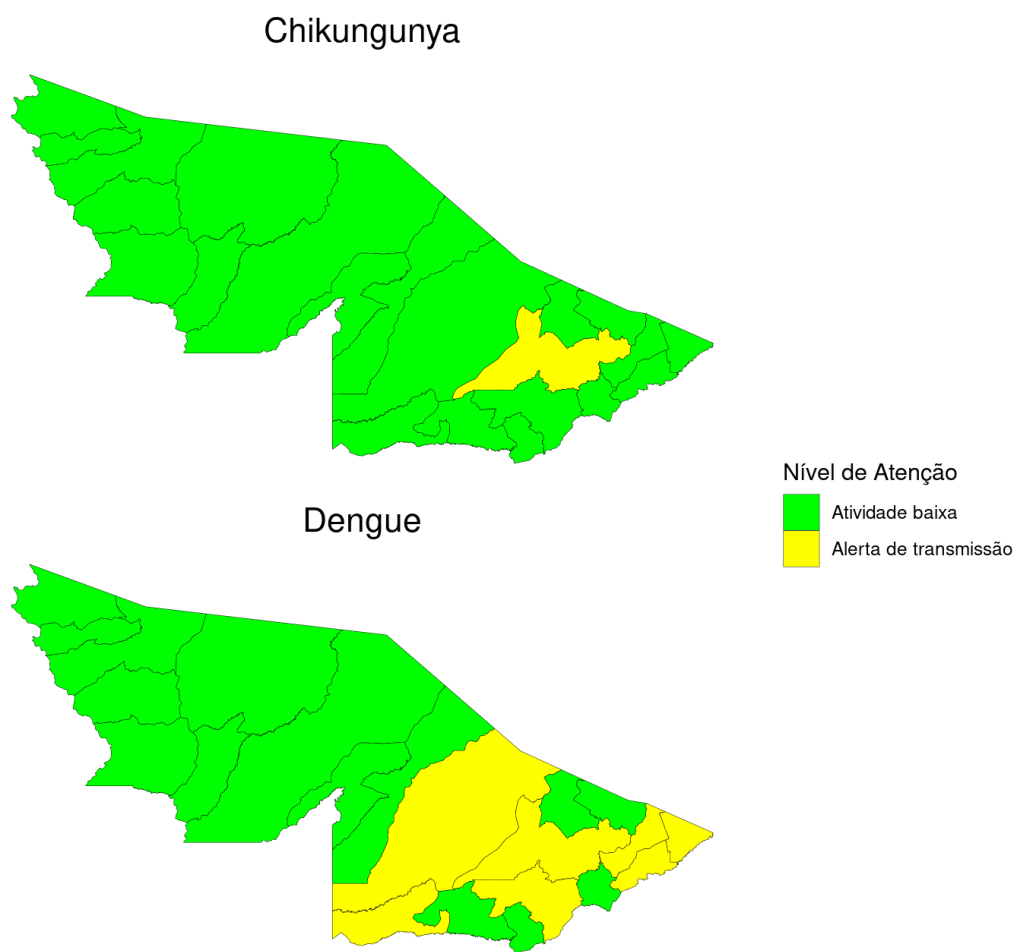 Chikungunya
Dengue
Nível de Atenção
Atividade baixa
Alerta de transmissão